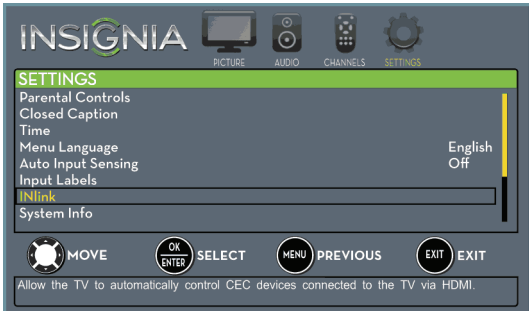 INSIGNIA
PICTURE AUDIO CHANNELS SETTINGS
SETTINGS
Parental Controls
Closed Caption
Time
Menu Language English
Auto Input Sensing Off
Input Labels
INlink
System Info
MOVE OK ENTER SELECT MENU PREVIOUS EXIT EXIT
Allow the TV to automatically control CEC devices connected to the TV via HDMI.